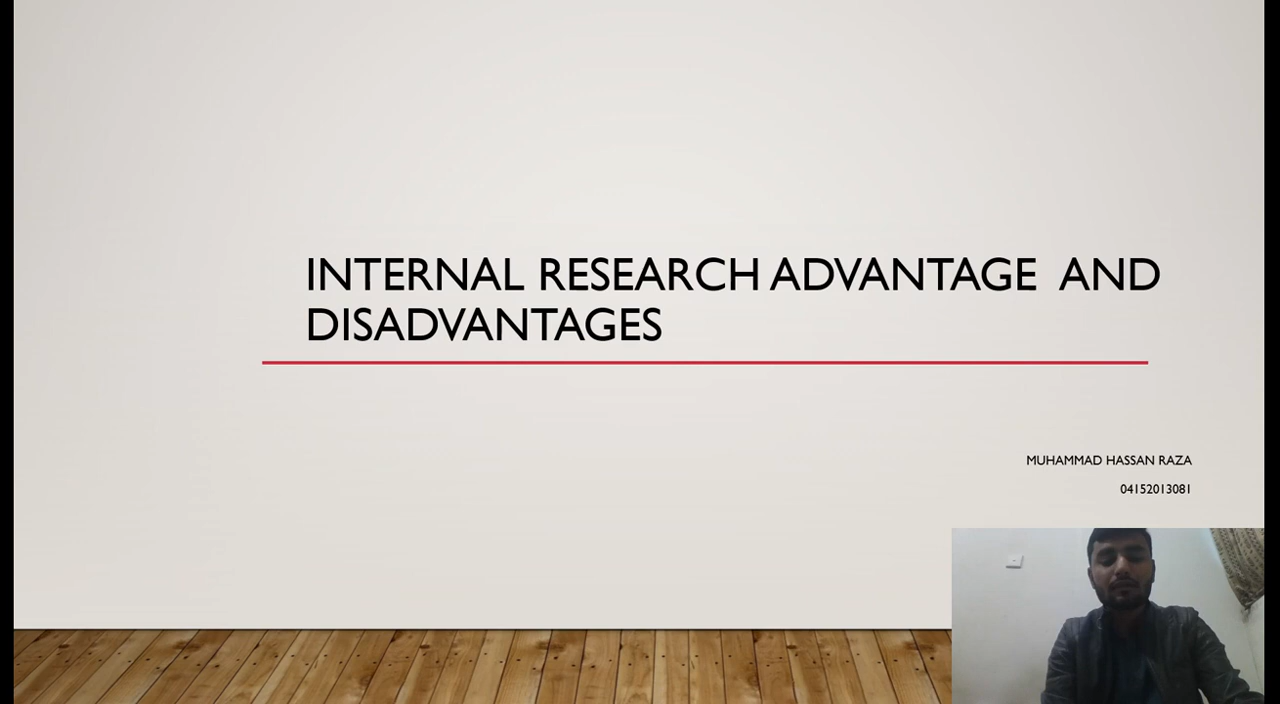 INTERNAL RESEARCH ADVANTAGE AND
DISADVANTAGES
MUHAMMAD HASSAN RAZA
04152013081